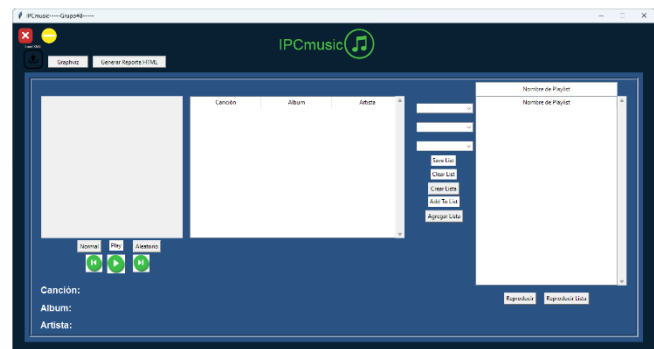 IPCmusic-----Grupo#d-----
IPCmusic
Graphviz
Generar Reporte HTML
Nombre de Playlist
Canción Album Artista
Nombre de Playlist
Save List
Clear List
Crear Lista
Add To List
Agregar Lista
Normal Play Aleatorio
Canción:
Album:
Artista:
Reproducir Reproducir Lista